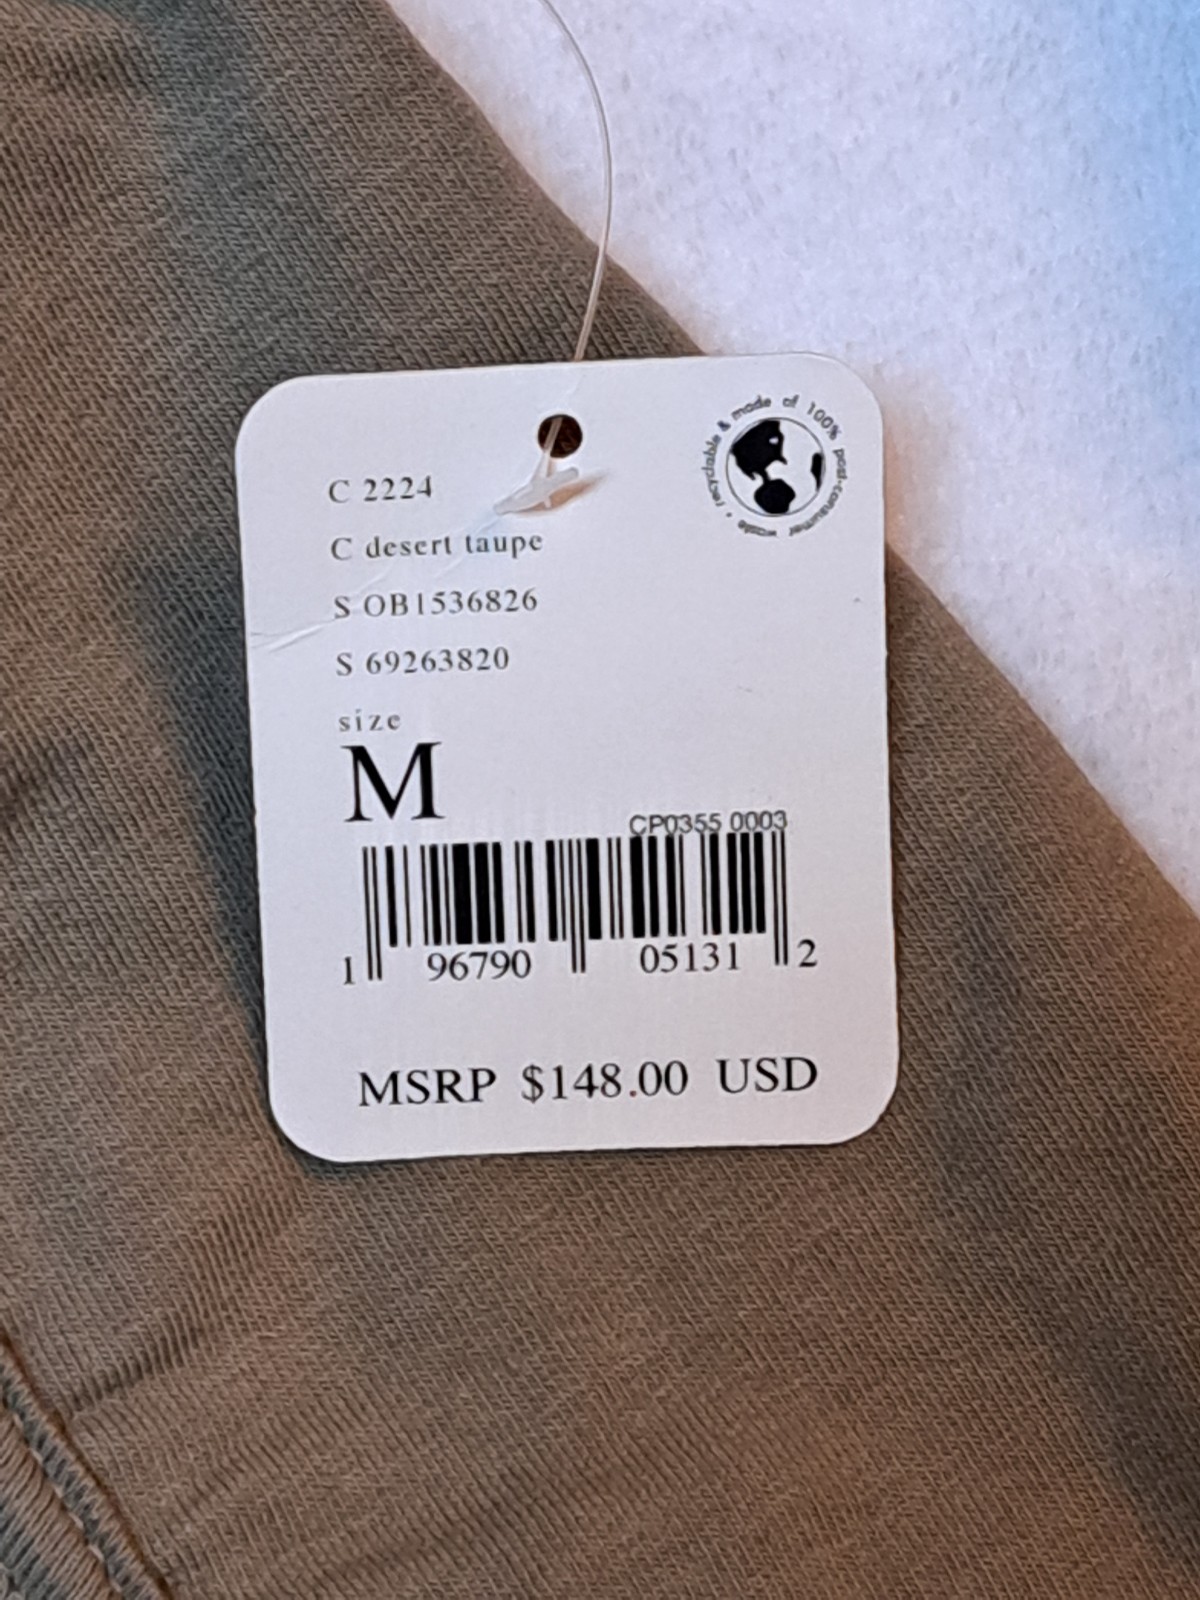 recyclable & made of 100% post-consumer waste •
C 2224
C desert taupe
S OB1536826
S 69263820
size
M
CP0355 0003
1 96790 05131 2
MSRP $148.00 USD